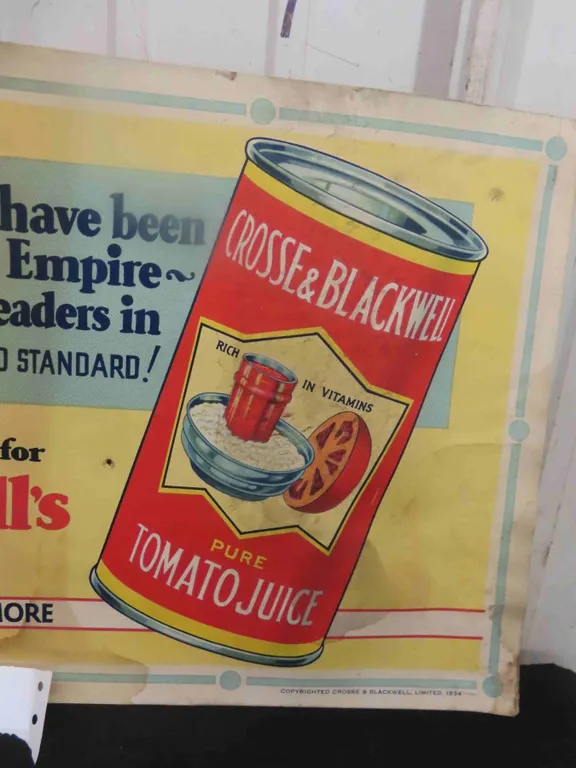 have been
Empire~
eaders in
D STANDARD!
for
ll's
MORE
CROSSE & BLACKWELL
RICH
IN VITAMINS
PURE
TOMATO JUICE
COPYRIGHTED CROSSE & BLACKWELL, LIMITED, 1934